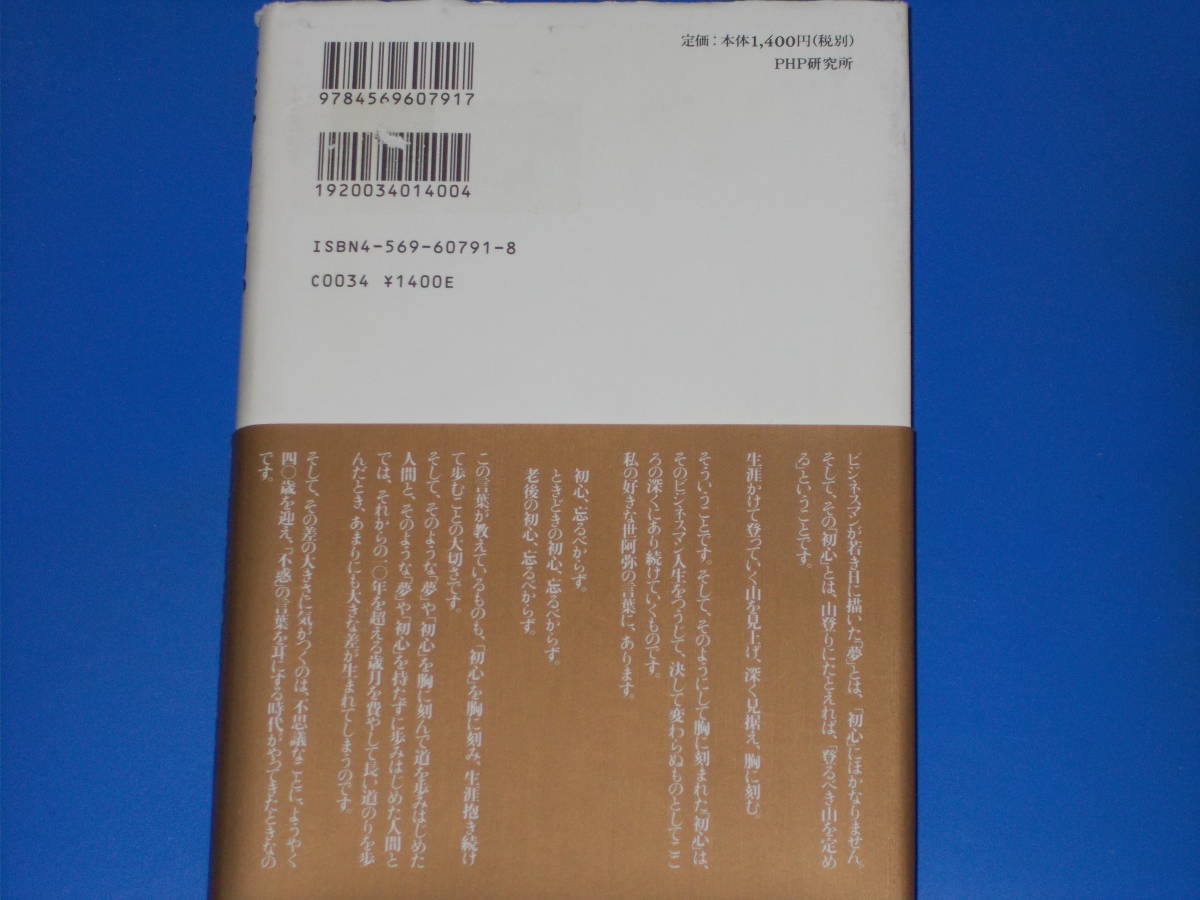 定価：本体1,400円(税別)
PHP研究所
9784569607917
1920034014004
ISBN4-569-60791-8
C0034 ¥1400E
ビジネスマンが若き日に描いた「夢」とは、「初心」にほかなりません。
そして、その「初心」とは、山登りにたとえれば、「登るべき山を定め
る」ということです。
生涯かけて登っていく山を見上げ、深く見据え、胸に刻む。
そういうことです。そして、そのようにして胸に刻まれた「初心」は、
そのビジネスマン人生をつうじて、決して変わらぬものとしてここ
ろの深くにあり続けていくものです。
私の好きな世阿弥の言葉に、あります。
初心、忘るべからず。
ときどきの初心、忘るべからず。
老後の初心、忘るべからず。
この言葉が教えているものも、「初心」を胸に刻み、生涯抱き続け
て歩むことの大切さです。
そして、そのような「夢」や「初心」を胸に刻んで道を歩みはじめた
人間と、そのような「夢」や「初心」を持たずに歩みはじめた人間と
では、それからの二〇年を超える歳月を費やして長い道のりを歩
んだとき、あまりにも大きな差が生まれてしまうのです。
そして、その差の大きさに気がつくのは、不思議なことに、ようやく
四〇歳を迎え、「不惑」の言葉を耳にする時代がやってきたときなの
です。